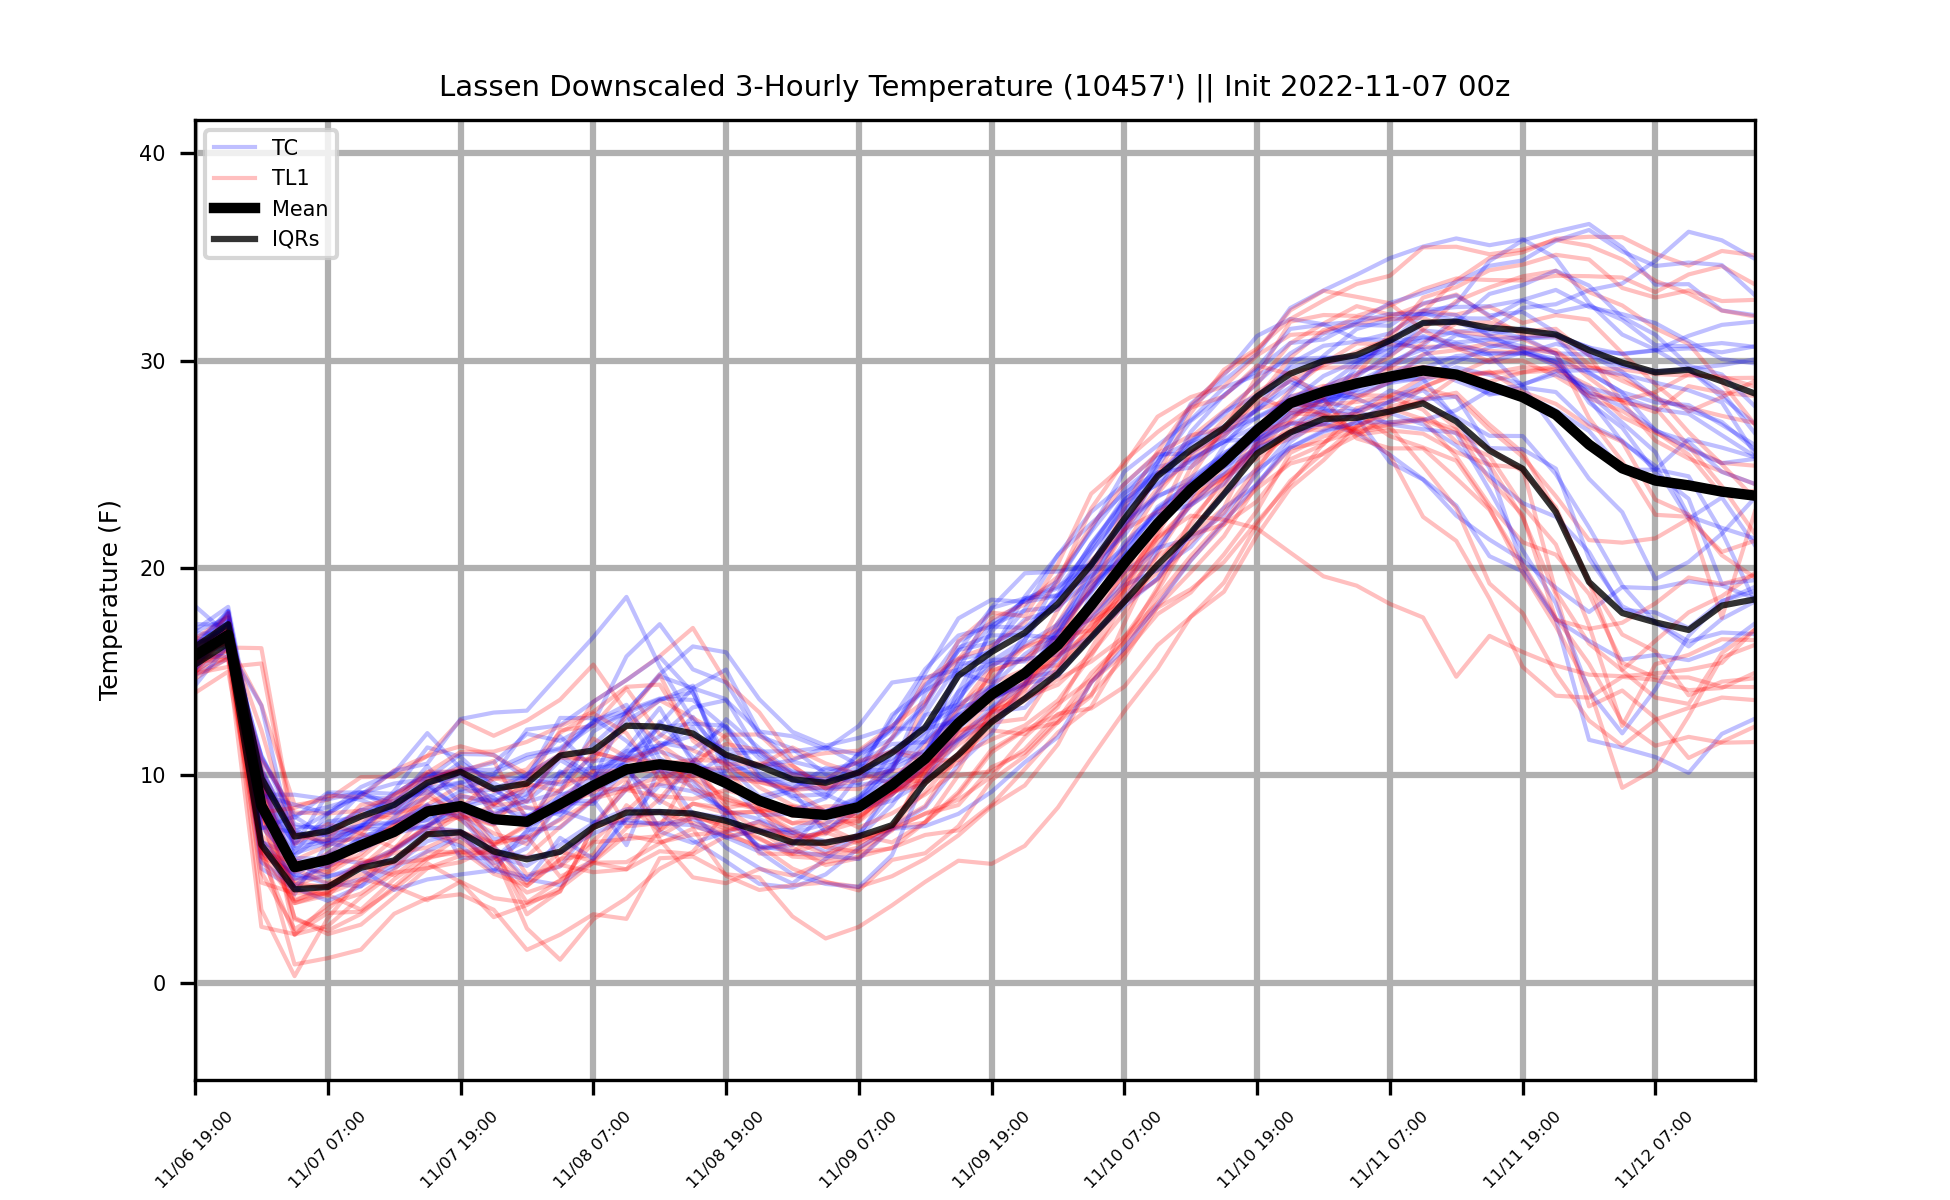 Lassen Downscaled 3-Hourly Temperature (10457') || Init 2022-11-07 00z
TC
TL1
Mean
IQRs
Temperature (F)
40
30
20
10
0
11/06 19:00
11/07 07:00
11/07 19:00
11/08 07:00
11/08 19:00
11/09 07:00
11/09 19:00
11/10 07:00
11/10 19:00
11/11 07:00
11/11 19:00
11/12 07:00